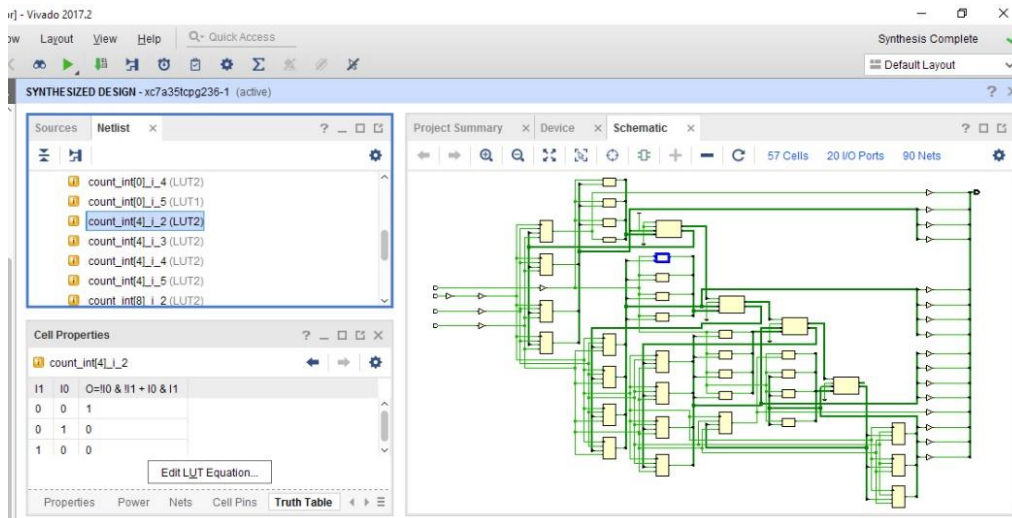 or] - Vivado 2017.2
ow Layout View Help Q- Quick Access Synthesis Complete
Default Layout
SYNTHESIZED DESIGN - xc7a35tcpg236-1 (active) ?
Sources Netlist × ? _
Project Summary × Device × Schematic × ?
57 Cells 20 I/O Ports 90 Nets
count_int[0]_i_4 (LUT2)
count_int[0]_i_5 (LUT1)
count_int[4]_i_2 (LUT2)
count_int[4]_i_3 (LUT2)
count_int[4]_i_4 (LUT2)
count_int[4]_i_5 (LUT2)
count_int[8]_i_2 (LUT2)
Cell Properties ? _
count_int[4]_i_2
I1 I0 O=!I0 & !I1 + I0 & I1
0 0 1
0 1 0
1 0 0
Edit LUT Equation...
Properties Power Nets Cell Pins Truth Table